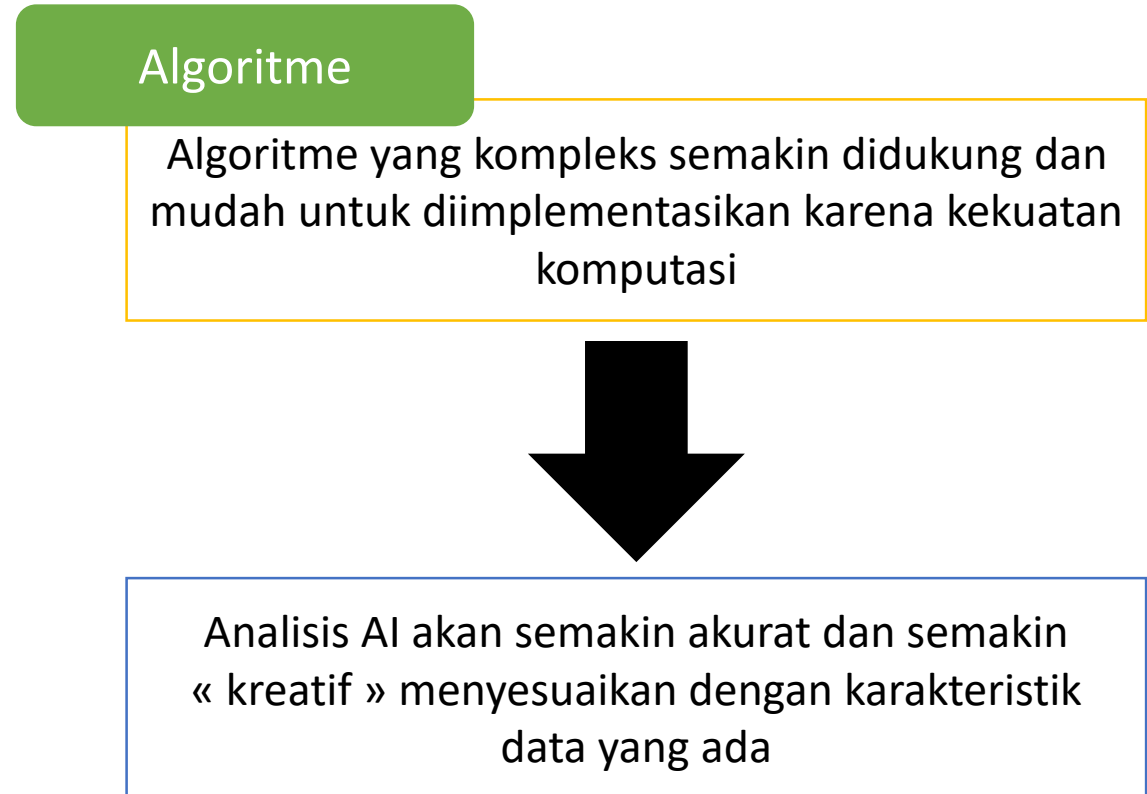 Algoritme
Algoritme yang kompleks semakin didukung dan
mudah untuk diimplementasikan karena kekuatan
komputasi
Analisis AI akan semakin akurat dan semakin
« kreatif » menyesuaikan dengan karakteristik
data yang ada